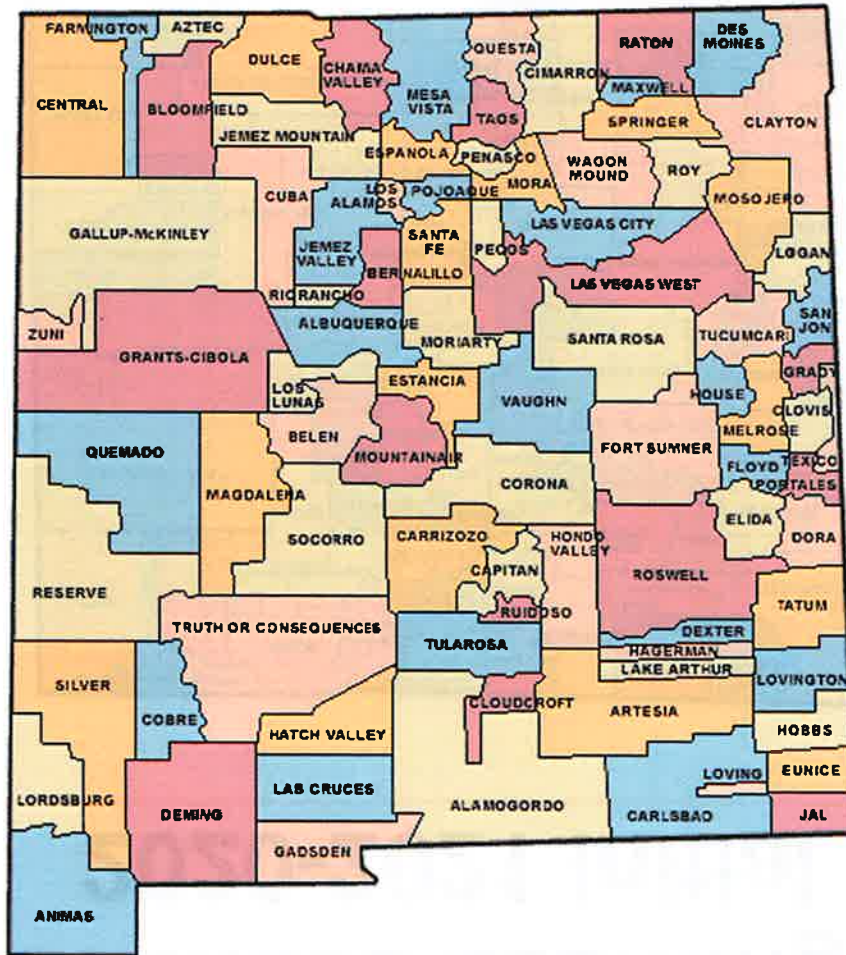 FARMINGTON
AZTEC
DULCE
CHAMA
VALLEY
MESA
VISTA
QUESTA
CIMARRON
RATON
DES
MOINES
CENTRAL
BLOOMFIELD
TAOS
MAXWELL
SPRINGER
CLAYTON
JEMEZ MOUNTAIN
ESPANOLA
PENASCO
WAGON
MOUND
ROY
MOSOJERO
CUBA
LOS
ALAMOS
POJOAQUE
MORA
GALLUP-McKINLEY
JEMEZ
VALLEY
SANTA
FE
PECOS
LAS VEGAS CITY
LOGAN
BERNALILLO
LAS VEGAS WEST
RIO RANCHO
ZUNI
ALBUQUERQUE
MORIARTY
SANTA ROSA
TUCUMCARI
SAN
JON
GRANTS-CIBOLA
GRADY
LOS
LUNAS
ESTANCIA
VAUGHN
HOUSE
CLOVIS
BELEN
FORT SUMNER
MELROSE
QUEMADO
MOUNTAINAIR
FLOYD
TEXICO
MAGDALENA
CORONA
PORTALES
SOCORRO
CARRIZOZO
HONDO
VALLEY
ELIDA
DORA
CAPITAN
ROSWELL
RESERVE
RUIDOSO
TATUM
TRUTH OR CONSEQUENCES
TULAROSA
DEXTER
HAGERMAN
LAKE ARTHUR
SILVER
COBRE
CLOUDCROFT
ARTESIA
LOVINGTON
HATCH VALLEY
HOBBS
LORDSBURG
DEMING
LAS CRUCES
ALAMOGORDO
LOVING
CARLSBAD
EUNICE
JAL
GADSDEN
ANIMAS